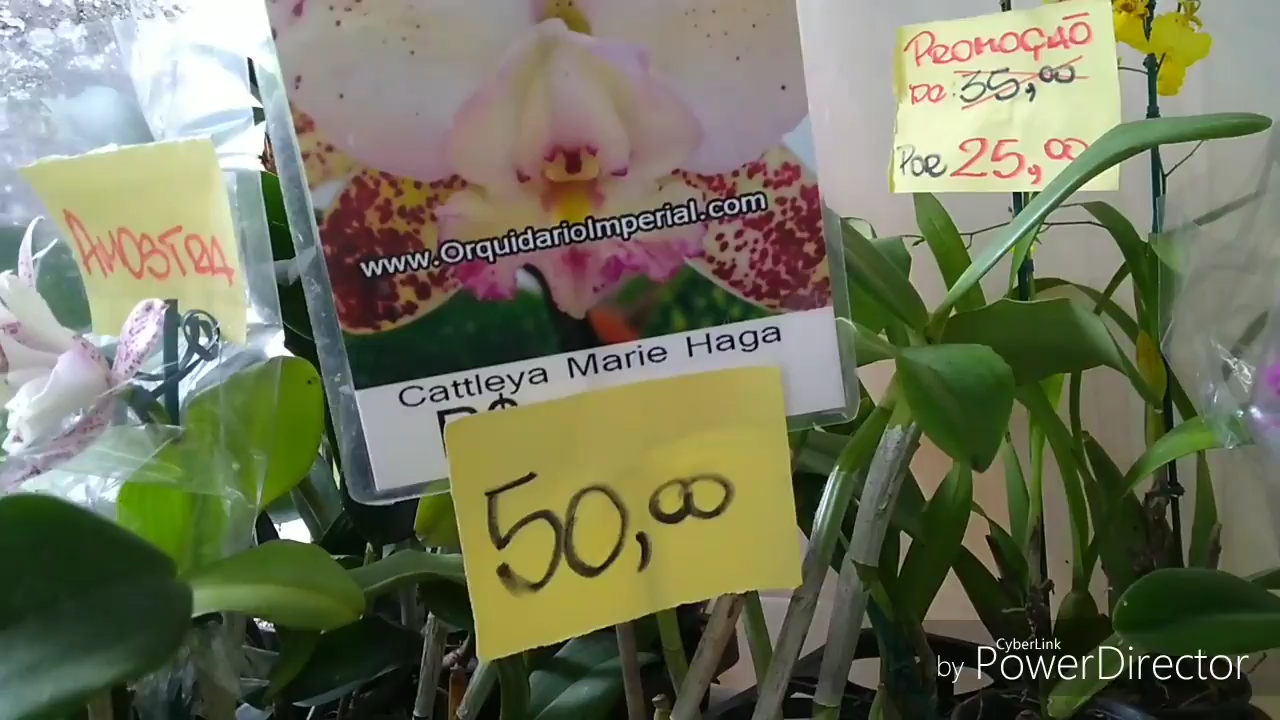 AMOSTRA
www.OrquidarioImperial.com
Cattleya Marie Haga
R$
50,00
PROMOÇÃO
DE: 35,00
POR 25,00
CyberLink
by PowerDirector